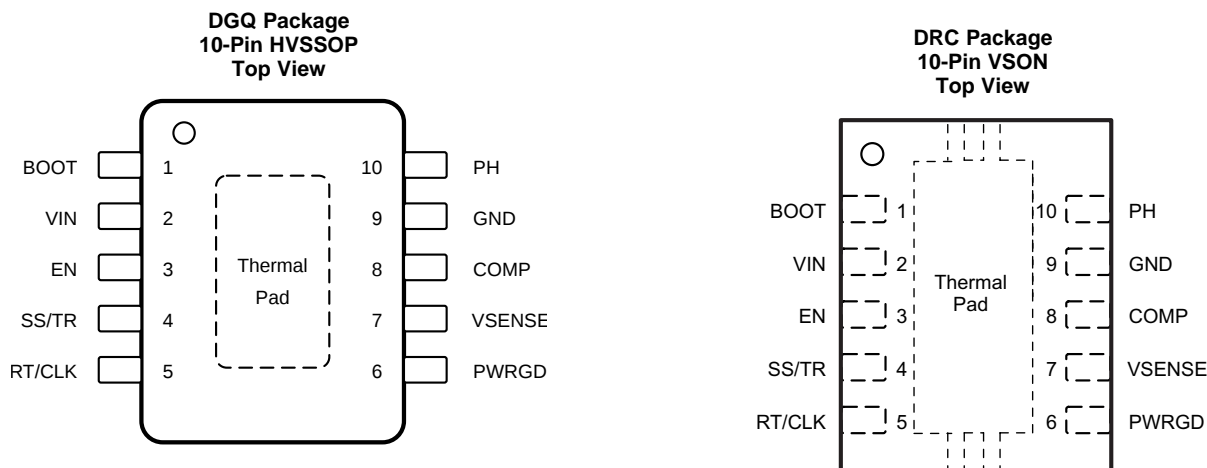 DGQ Package
10-Pin HVSSOP
Top View
BOOT 1 10 PH
VIN 2 9 GND
EN 3 Thermal 8 COMP
Pad
SS/TR 4 7 VSENSE
RT/CLK 5 6 PWRGD
DRC Package
10-Pin VSON
Top View
BOOT 1 10 PH
VIN 2 9 GND
Thermal
Pad
EN 3 8 COMP
SS/TR 4 7 VSENSE
RT/CLK 5 6 PWRGD